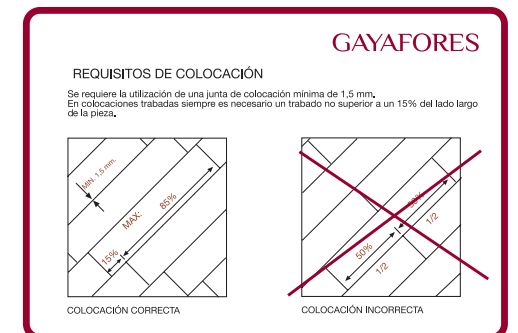 GAYAFORES
REQUISITOS DE COLOCACIÓN
Se requiere la utilización de una junta de colocación mínima de 1,5 mm.
En colocaciones trabadas siempre es necesario un trabado no superior a un 15% del lado largo
de la pieza.
MIN. 1,5 mm.
MAX: 85%
15%
50%
1/2
50%
1/2
COLOCACIÓN CORRECTA
COLOCACIÓN INCORRECTA